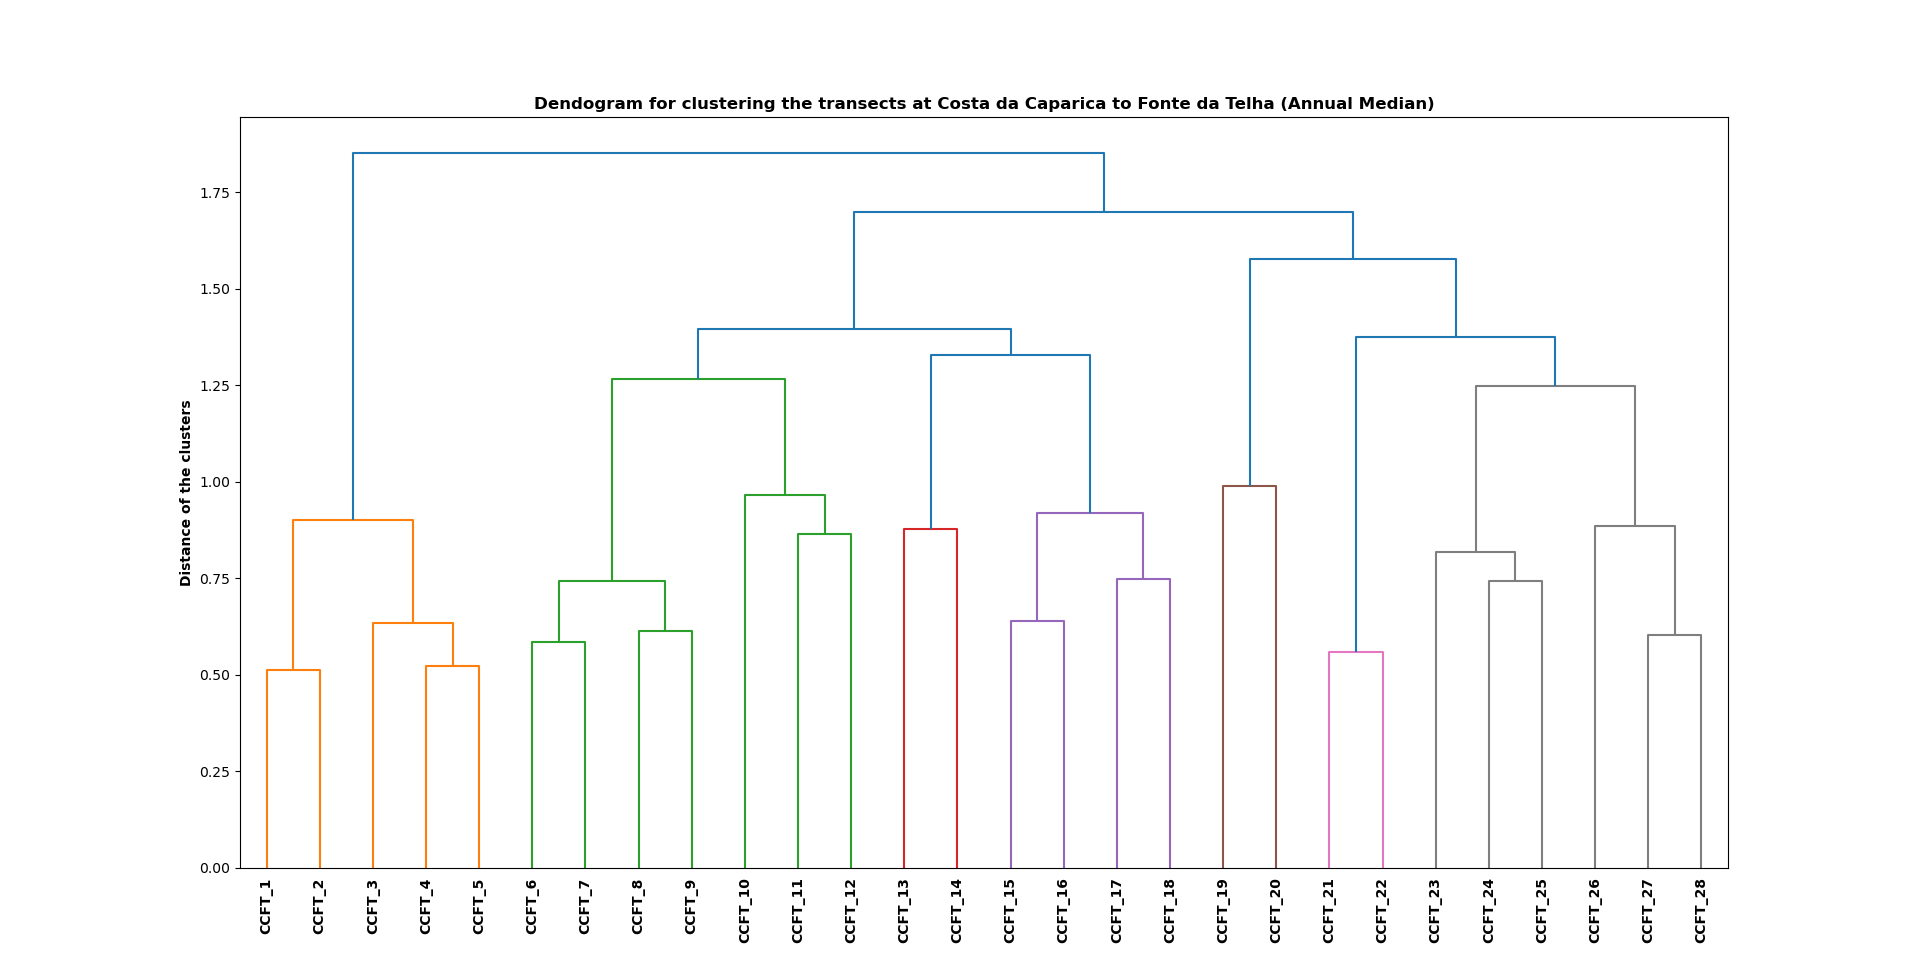 Dendogram for clustering the transects at Costa da Caparica to Fonte da Telha (Annual Median)
Distance of the clusters
1.75
1.50
1.25
1.00
0.75
0.50
0.25
0.00
CCFT_1
CCFT_2
CCFT_3
CCFT_4
CCFT_5
CCFT_6
CCFT_7
CCFT_8
CCFT_9
CCFT_10
CCFT_11
CCFT_12
CCFT_13
CCFT_14
CCFT_15
CCFT_16
CCFT_17
CCFT_18
CCFT_19
CCFT_20
CCFT_21
CCFT_22
CCFT_23
CCFT_24
CCFT_25
CCFT_26
CCFT_27
CCFT_28